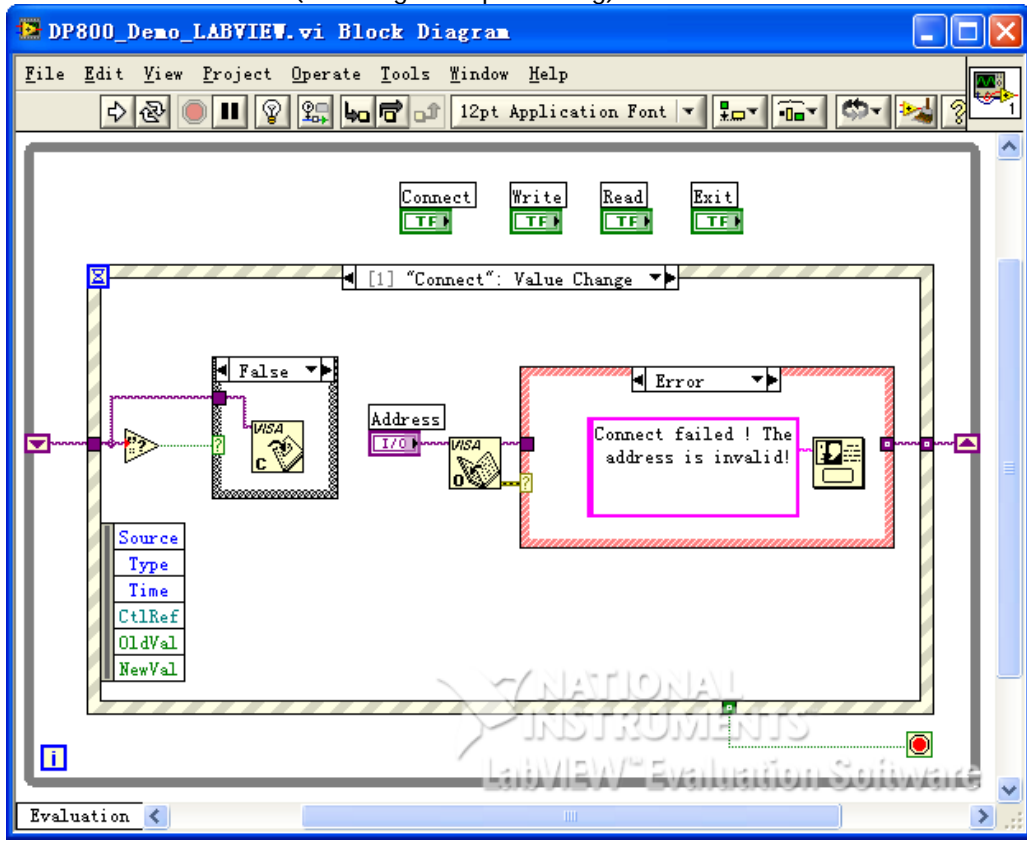 DP800_Demo_LABVIEW.vi Block Diagram
File Edit View Project Operate Tools Window Help
12pt Application Font
1
Connect Write Read Exit
TF TF TF TF
[1] "Connect": Value Change
False
Error
"?
VISA
C
?
Address
I/O
VISA
O
?
Connect failed ! The
address is invalid!
Source
Type
Time
CtlRef
OldVal
NewVal
NATIONAL
INSTRUMENTS
LabVIEW™ Evaluation Software
i
Evaluation